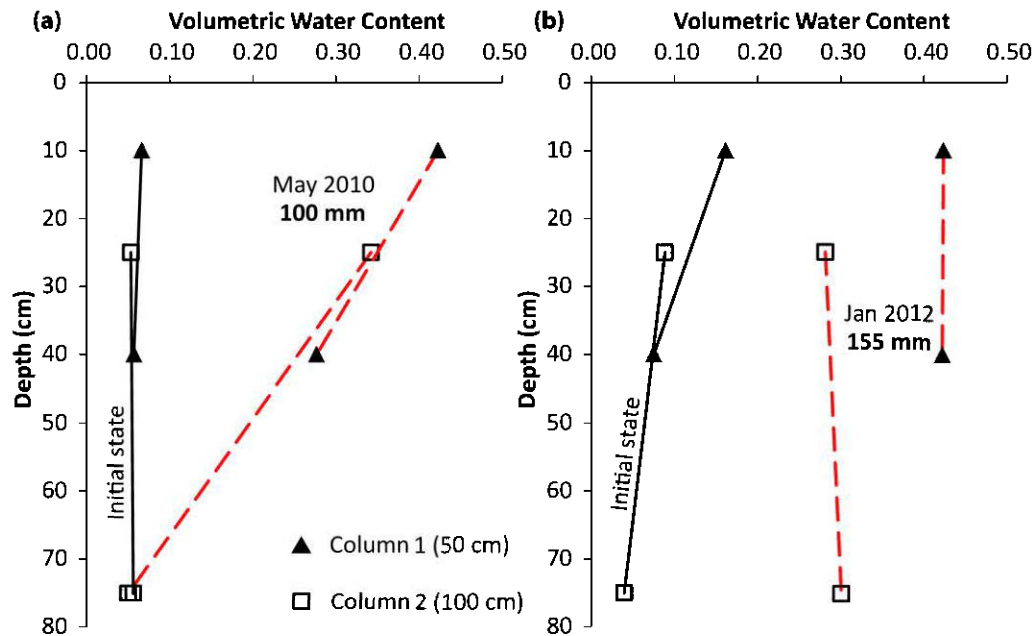 (a)
Volumetric Water Content
0.00 0.10 0.20 0.30 0.40 0.50
Depth (cm)
0
10
20
30
40
50
60
70
80
May 2010
100 mm
Initial state
Column 1 (50 cm)
Column 2 (100 cm)
(b)
Volumetric Water Content
0.00 0.10 0.20 0.30 0.40 0.50
Depth (cm)
0
10
20
30
40
50
60
70
80
Jan 2012
155 mm
Initial state